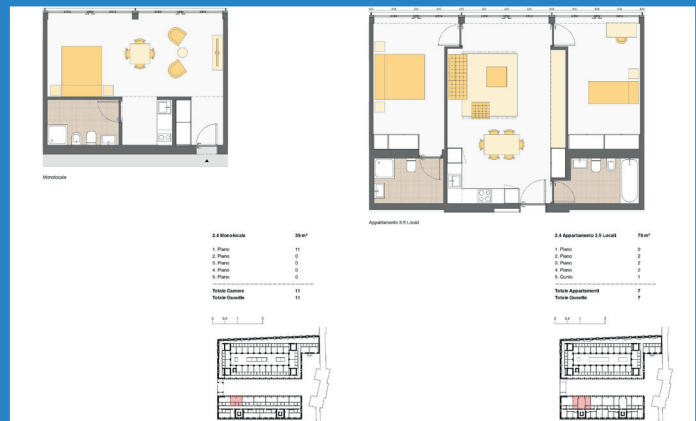 Monolocale
Appartamento 3.5 Locali
2.4 Monolocale 39 m²
1. Piano 11
2. Piano 0
3. Piano 0
4. Piano 0
5. Piano 0
Totale Camere 11
Totale Guseille 11
2.4 Appartamento 3.5 Locali 79 m²
1. Piano 0
2. Piano 2
3. Piano 2
4. Piano 2
5. Quinto 1
Totale Appartamenti 7
Totale Guseille 7